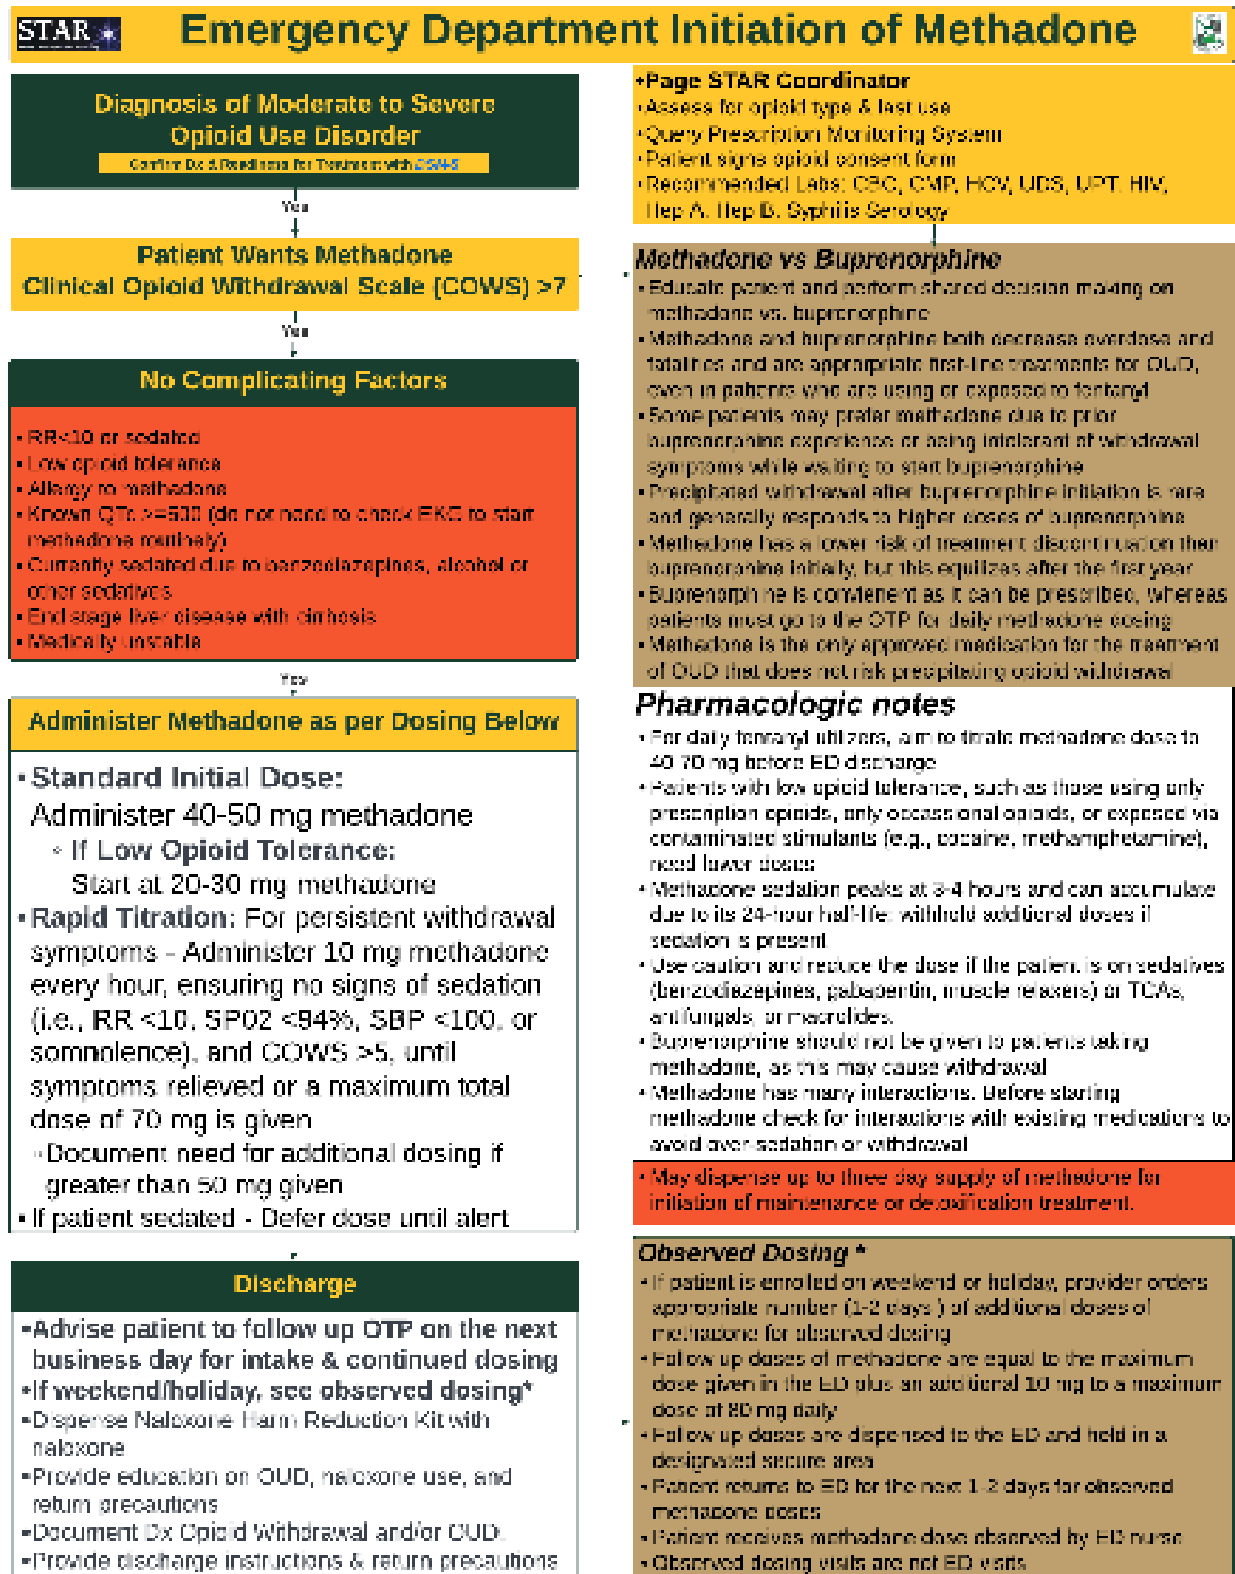 STAR
Emergency Department Initiation of Methadone
Diagnosis of Moderate to Severe
Opioid Use Disorder
Confirm Dx & Readiness for Treatment with DSM-5
Yes
Patient Wants Methadone
Clinical Opioid Withdrawal Scale (COWS) >7
Yes
No Complicating Factors
•RR<10 or sedated
•Low opioid tolerance
•Allergy to methadone
•Known QTc >=500 (do not need to check EKG to start
methadone routinely)
•Currently sedated due to benzodiazepines, alcohol or
other sedatives
•End stage liver disease with cirrhosis
•Medically unstable
Yes
Administer Methadone as per Dosing Below
•Standard Initial Dose:
Administer 40-50 mg methadone
◦ If Low Opioid Tolerance:
Start at 20-30 mg methadone
•Rapid Titration: For persistent withdrawal
symptoms - Administer 10 mg methadone
every hour, ensuring no signs of sedation
(i.e., RR <10, SP02 <94%, SBP <100, or
somnolence), and COWS >5, until
symptoms relieved or a maximum total
dose of 70 mg is given
◦Document need for additional dosing if
greater than 50 mg given
•If patient sedated - Defer dose until alert
Discharge
•Advise patient to follow up OTP on the next
business day for intake & continued dosing
•If weekend/holiday, see observed dosing*
•Dispense Naloxone Harm Reduction Kit with
naloxone
•Provide education on OUD, naloxone use, and
return precautions
•Document Dx Opioid Withdrawal and/or OUD.
•Provide discharge instructions & return precautions
•Page STAR Coordinator
•Assess for opioid type & last use
•Query Prescription Monitoring System
•Patient signs opioid consent form
•Recommended Labs: CBC, CMP, HCV, UDS, UPT, HIV,
Hep A, Hep B, Syphilis Serology
Methadone vs Buprenorphine
•Educate patient and perform shared decision making on
methadone vs. buprenorphine
•Methadone and buprenorphine both decrease overdose and
fatalities and are apprpriate first-line treatments for OUD,
even in patients who are using or exposed to fentanyl
•Some patients may prefer methadone due to prior
buprenorphine experience or being intolerant of withdrawal
symptoms while waiting to start buprenorphine
•Precipitated withdrawal after buprenorphine initiation is rare
and generally responds to higher doses of buprenorphine
•Methadone has a lower risk of treatment discontinuation than
buprenorphine initially, but this equilizes after the first year
•Buprenorphine is convienent as it can be prescribed, whereas
patients must go to the OTP for daily methadone dosing
•Methadone is the only approved medication for the treatment
of OUD that does not risk precipitating opioid withdrawal
Pharmacologic notes
•For daily fentanyl utilizers, aim to titrate methadone dose to
40-70 mg before ED discharge
•Patients with low opioid tolerance, such as those using only
prescription opioids, only occassional opioids, or exposed via
contaminated stimulants (e.g., cocaine, methamphetamine),
need lower doses
•Methadone sedation peaks at 3-4 hours and can accumulate
due to its 24-hour half-life; withhold additional doses if
sedation is present
•Use caution and reduce the dose if the patient is on sedatives
(benzodiazepines, gabapentin, muscle relaxers) or TCAs,
antifungals, or macrolides.
•Buprenorphine should not be given to patients taking
methadone, as this may cause withdrawal
•Methadone has many interactions. Before starting
methadone check for interactions with existing medications to
avoid over-sedation or withdrawal
•May dispense up to three day supply of methadone for
initiation of maintenance or detoxification treatment.
Observed Dosing *
•If patient is enrolled on weekend or holiday, provider orders
appropriate number (1-2 days ) of additional doses of
methadone for observed dosing
•Follow up doses of methadone are equal to the maximum
dose given in the ED plus an additional 10 mg to a maximum
dose of 80 mg daily
•Follow up doses are dispensed to the ED and held in a
designated secure area
•Patient returns to ED for the next 1-2 days for observed
methadone doses
•Patient receives methadone dose observed by ED nurse
•Observed dosing visits are not ED visits